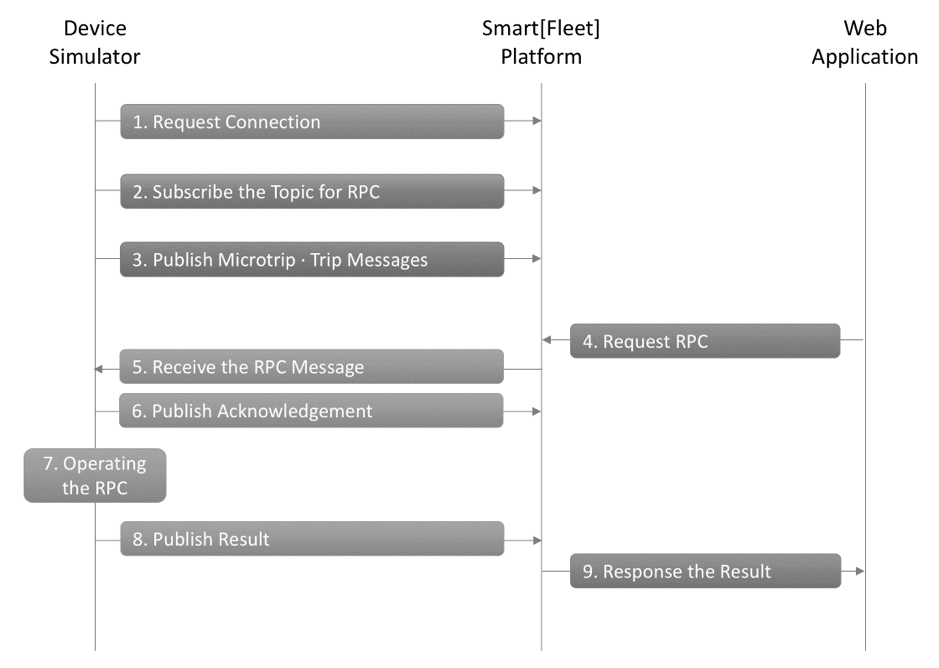 Device
Simulator
Smart[Fleet]
Platform
Web
Application
1. Request Connection
2. Subscribe the Topic for RPC
3. Publish Microtrip · Trip Messages
4. Request RPC
5. Receive the RPC Message
6. Publish Acknowledgement
7. Operating
the RPC
8. Publish Result
9. Response the Result